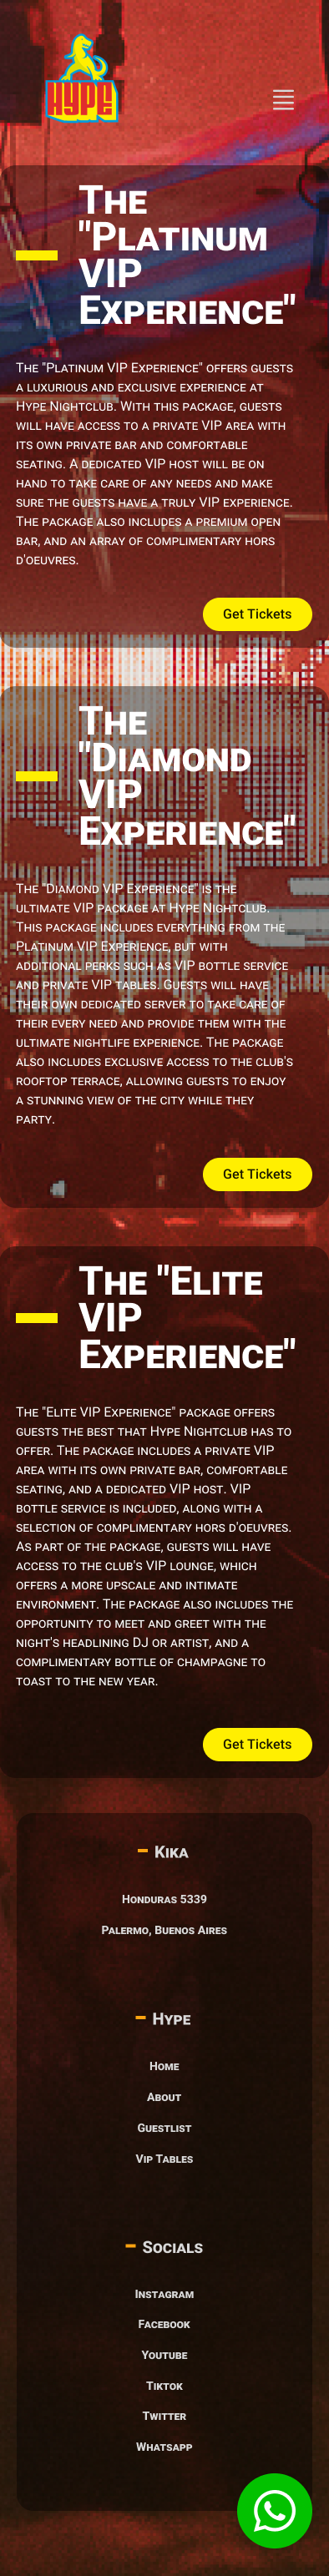 HYPE
The
"Platinum
VIP
Experience"
The "Platinum VIP Experience" offers guests
a luxurious and exclusive experience at
Hype Nightclub. With this package, guests
will have access to a private VIP area with
its own private bar and comfortable
seating. A dedicated VIP host will be on
hand to take care of any needs and make
sure the guests have a truly VIP experience.
The package also includes a premium open
bar, and an array of complimentary hors
d'oeuvres.
Get Tickets
The
"Diamond
VIP
Experience"
The "Diamond VIP Experience" is the
ultimate VIP package at Hype Nightclub.
This package includes everything from the
Platinum VIP Experience, but with
additional perks such as VIP bottle service
and private VIP tables. Guests will have
their own dedicated server to take care of
their every need and provide them with the
ultimate nightlife experience. The package
also includes exclusive access to the club's
rooftop terrace, allowing guests to enjoy
a stunning view of the city while they
party.
Get Tickets
The "Elite
VIP
Experience"
The "Elite VIP Experience" package offers
guests the best that Hype Nightclub has to
offer. The package includes a private VIP
area with its own private bar, comfortable
seating, and a dedicated VIP host. VIP
bottle service is included, along with a
selection of complimentary hors d'oeuvres.
As part of the package, guests will have
access to the club's VIP lounge, which
offers a more upscale and intimate
environment. The package also includes the
opportunity to meet and greet with the
night's headlining DJ or artist, and a
complimentary bottle of champagne to
toast to the new year.
Get Tickets
Kika
Honduras 5339
Palermo, Buenos Aires
Hype
Home
About
Guestlist
Vip Tables
Socials
Instagram
Facebook
Youtube
Tiktok
Twitter
Whatsapp